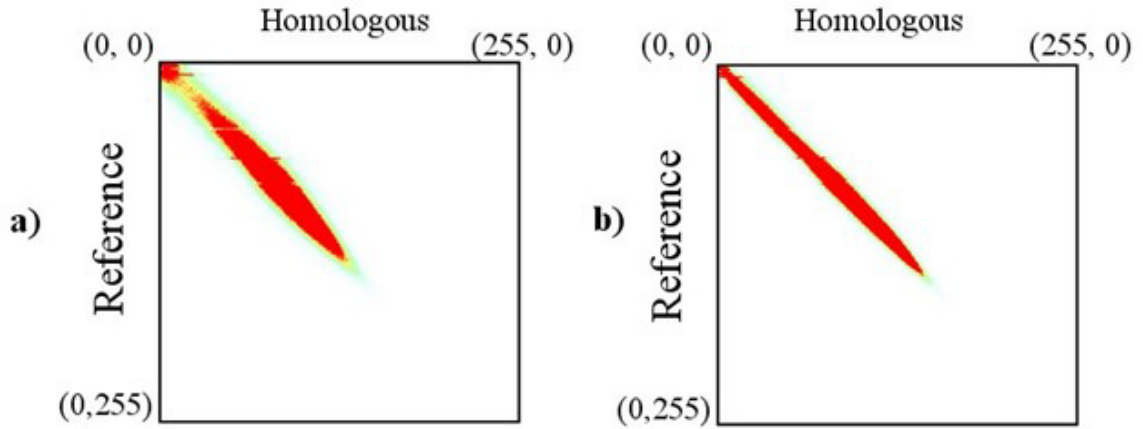 Homologous
(0, 0)
(255, 0)
Reference
a)
(0,255)
Homologous
(0, 0)
(255, 0)
Reference
b)
(0,255)